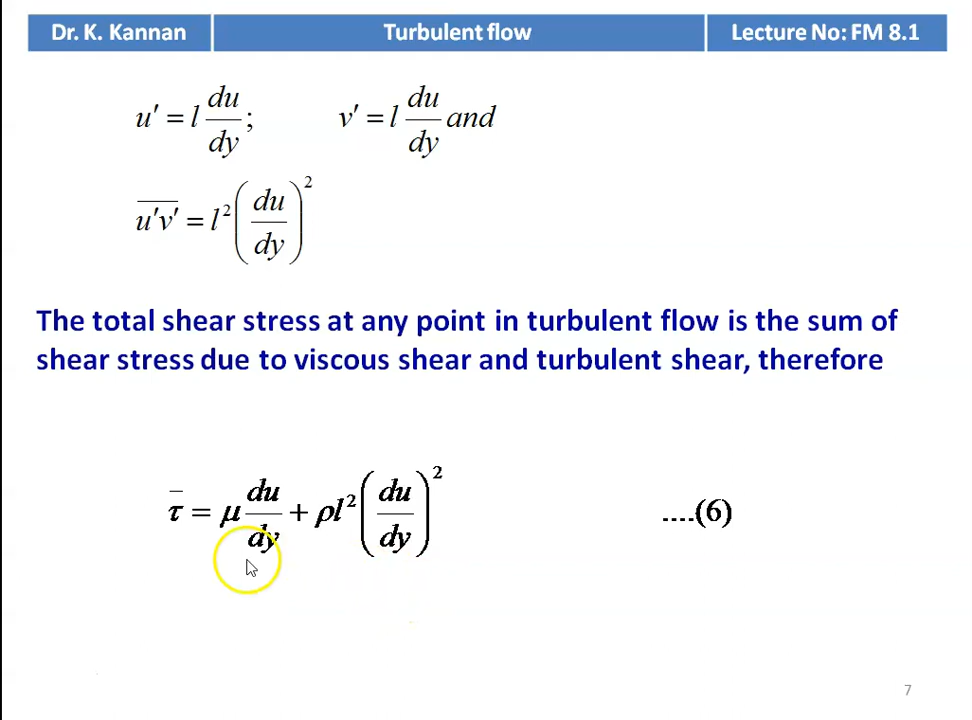 Dr. K. Kannan Turbulent flow Lecture No: FM 8.1
u′ = l du/dy; v′ = l du/dy and
u̅′̅v̅′̅ = l² (du/dy)²
The total shear stress at any point in turbulent flow is the sum of
shear stress due to viscous shear and turbulent shear, therefore
τ̅ = μ du/dy + ρl² (du/dy)² ....(6)
7